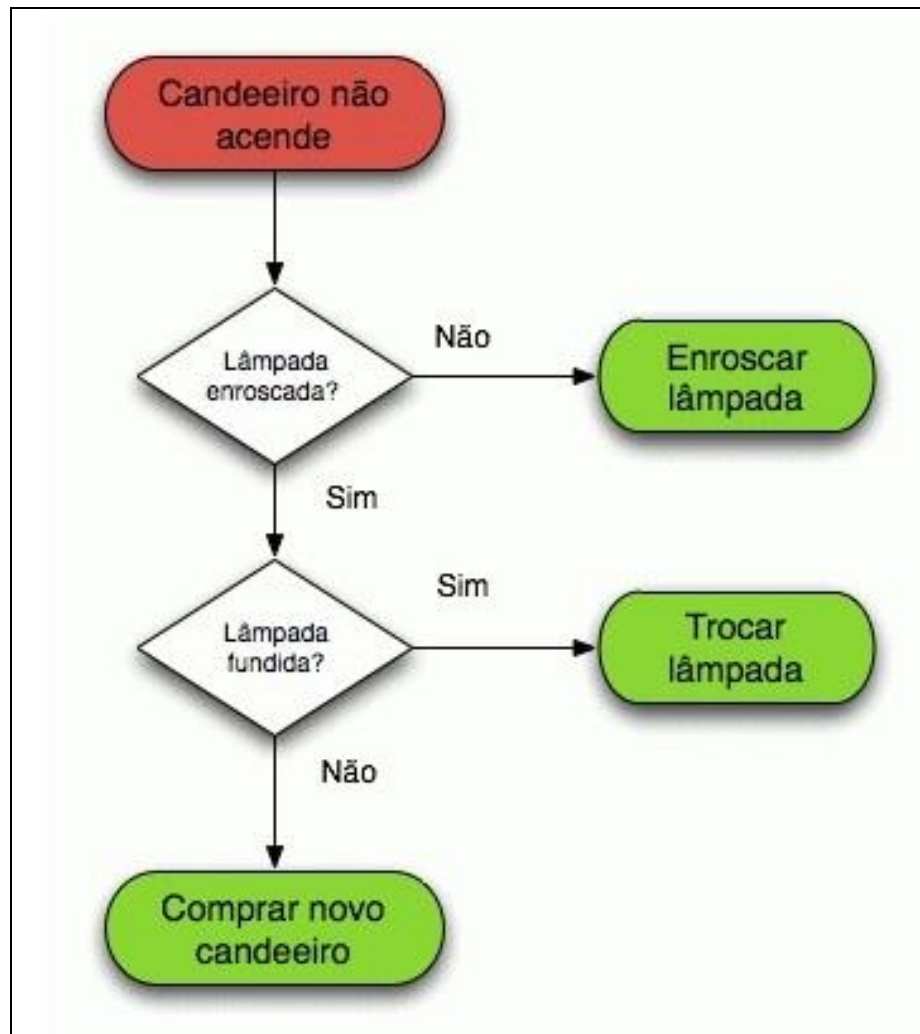 Candeeiro não
acende
Lâmpada
enroscada?
Não
Enroscar
lâmpada
Sim
Lâmpada
fundida?
Sim
Trocar
lâmpada
Não
Comprar novo
candeeiro